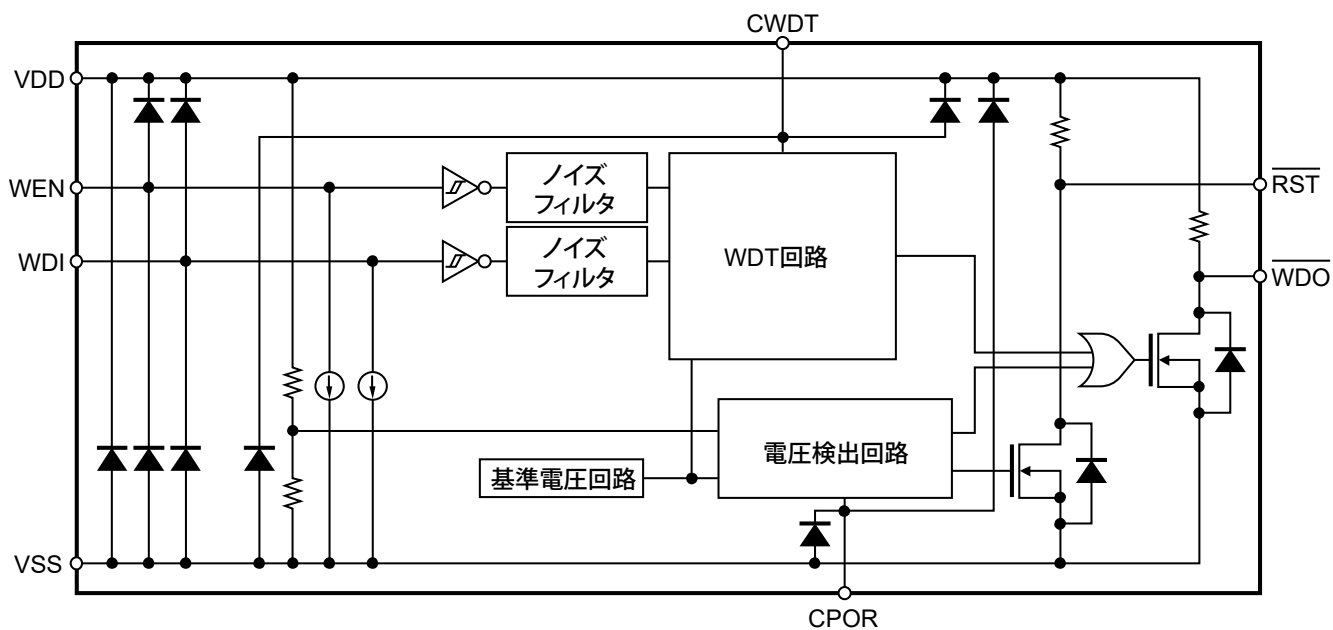 CWDT
VDD
WEN
ノイズ
フィルタ
RST
WDI
ノイズ
フィルタ
WDT回路
WDO
電圧検出回路
基準電圧回路
VSS
CPOR